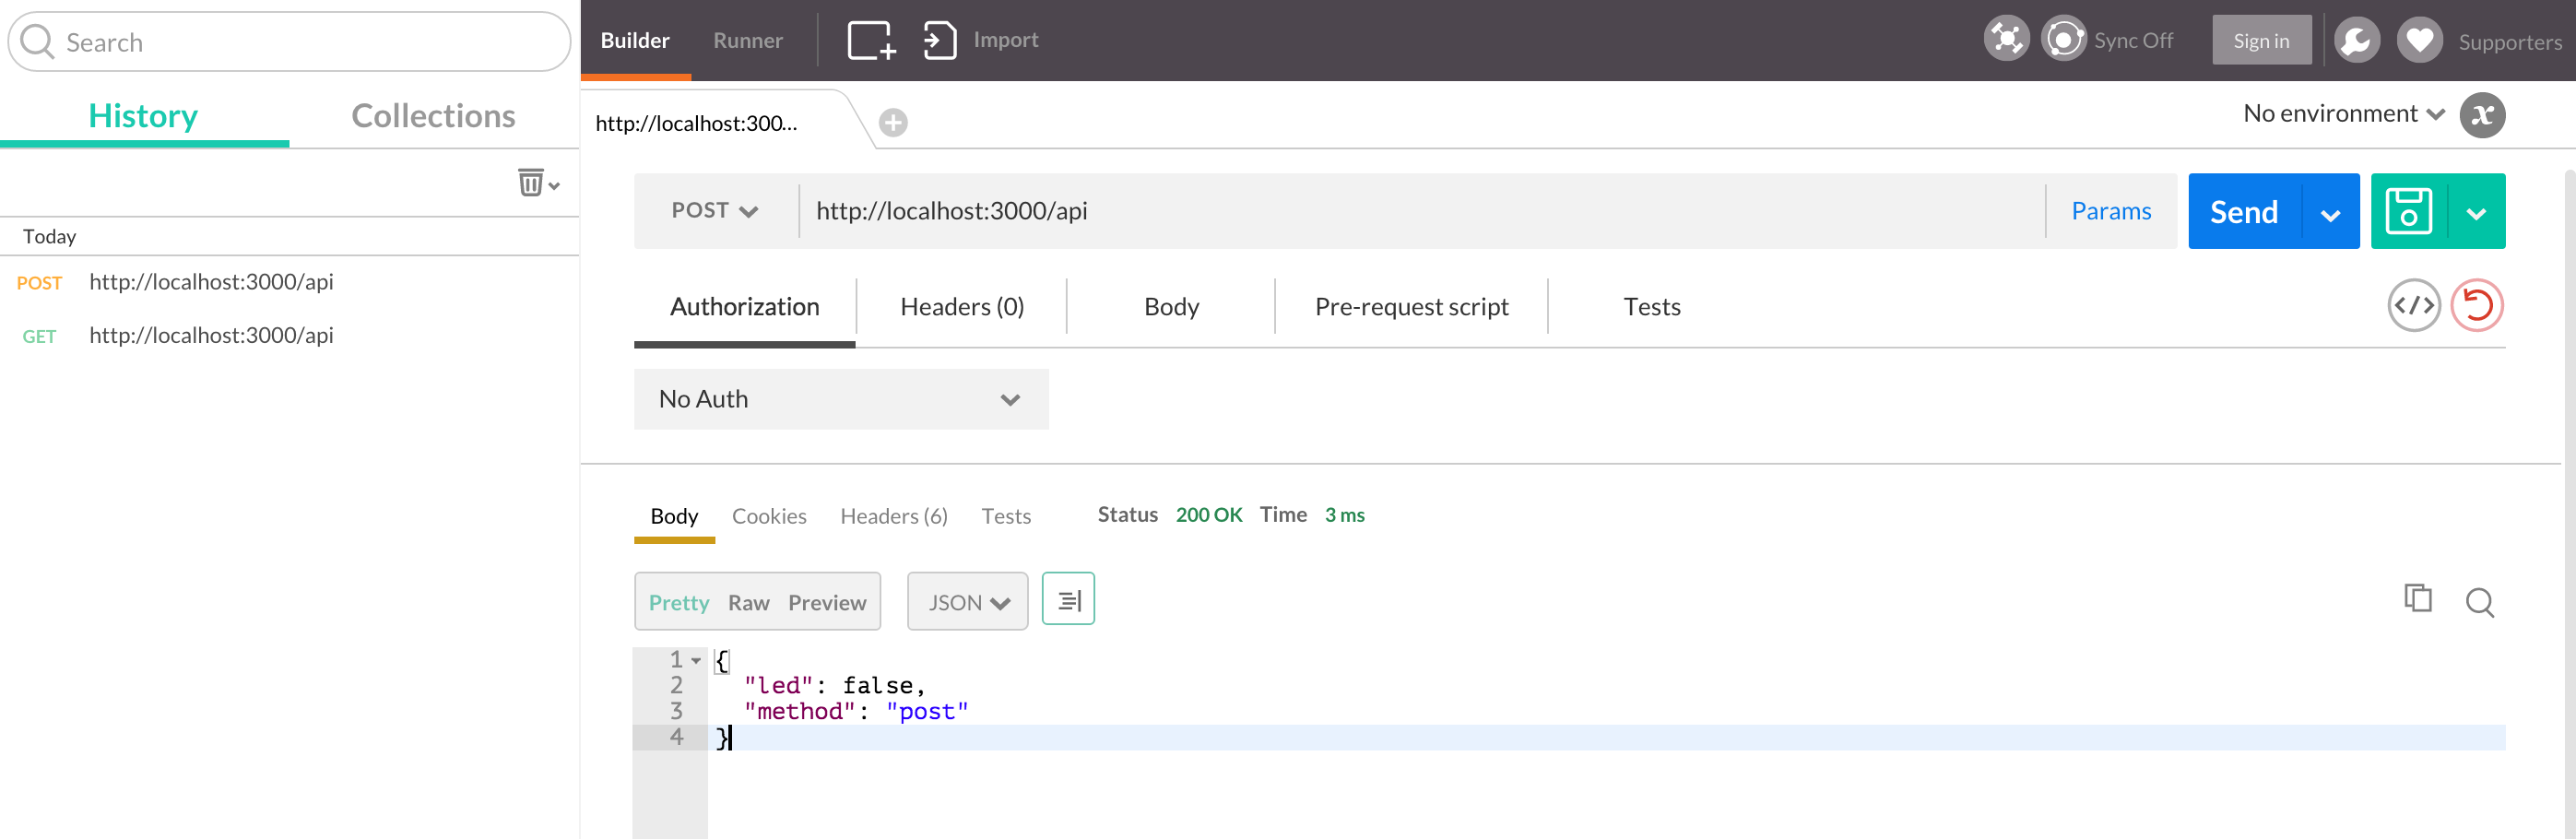 Search
History Collections
Today
POST http://localhost:3000/api
GET http://localhost:3000/api
Builder Runner Import Sync Off Sign in Supporters
http://localhost:300... No environment x
POST http://localhost:3000/api Params Send
Authorization Headers (0) Body Pre-request script Tests </>
No Auth
Body Cookies Headers (6) Tests Status 200 OK Time 3 ms
Pretty Raw Preview JSON
1 {
2 "led": false,
3 "method": "post"
4 }